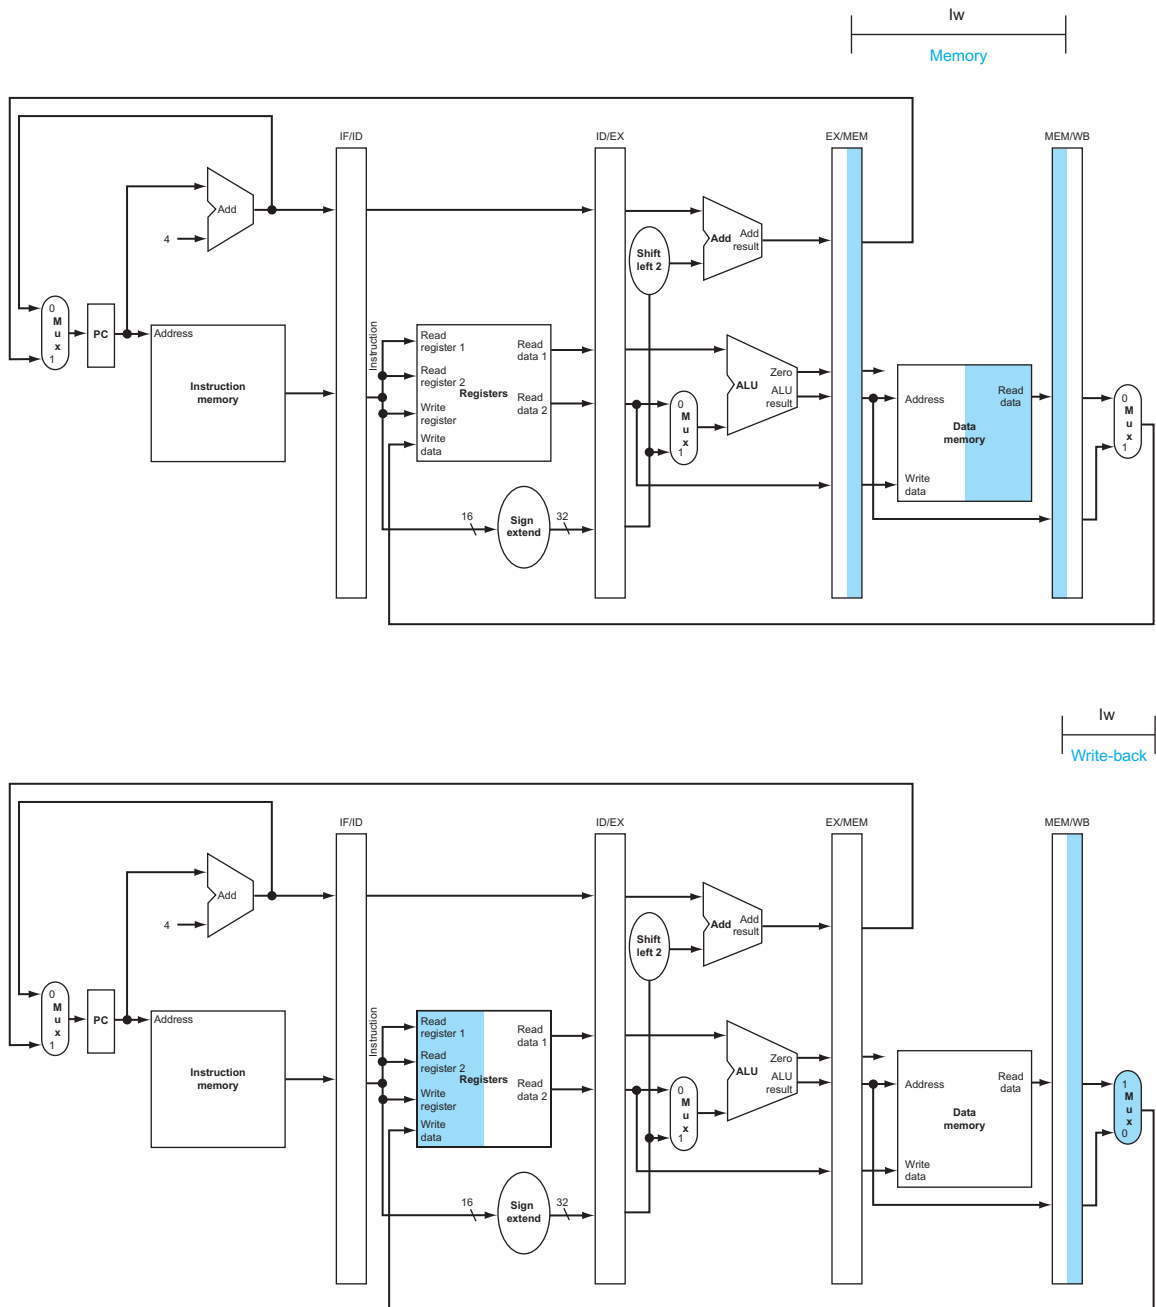 lw
Memory
IF/ID
ID/EX
EX/MEM
MEM/WB
Add
4
Shift
left 2
Add
Add
result
0
M
u
x
1
PC
Address
Instruction
memory
Instruction
Read
register 1
Read
register 2
Write
register
Write
data
Registers
Read
data 1
Read
data 2
0
M
u
x
1
Zero
ALU
ALU
result
Address
Read
data
Data
memory
Write
data
0
M
u
x
1
16
Sign
extend
32
lw
Write-back
IF/ID
ID/EX
EX/MEM
MEM/WB
Add
4
Shift
left 2
Add
Add
result
0
M
u
x
1
PC
Address
Instruction
memory
Instruction
Read
register 1
Read
register 2
Write
register
Write
data
Registers
Read
data 1
Read
data 2
0
M
u
x
1
Zero
ALU
ALU
result
Address
Read
data
Data
memory
Write
data
1
M
u
x
0
16
Sign
extend
32